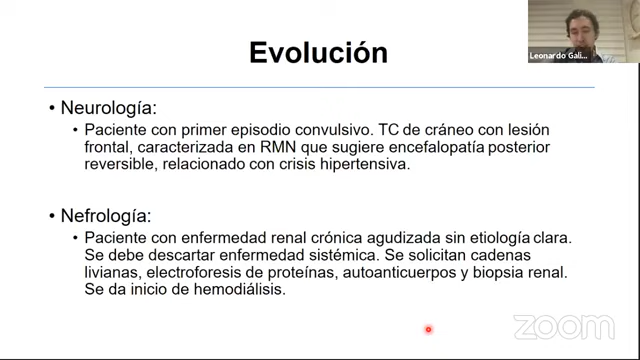 Evolución
Leonardo Gali...
• Neurología:
• Paciente con primer episodio convulsivo. TC de cráneo con lesión
frontal, caracterizada en RMN que sugiere encefalopatía posterior
reversible, relacionado con crisis hipertensiva.
• Nefrología:
• Paciente con enfermedad renal crónica agudizada sin etiología clara.
Se debe descartar enfermedad sistémica. Se solicitan cadenas
livianas, electroforesis de proteínas, autoanticuerpos y biopsia renal.
Se da inicio de hemodiálisis.
zoom